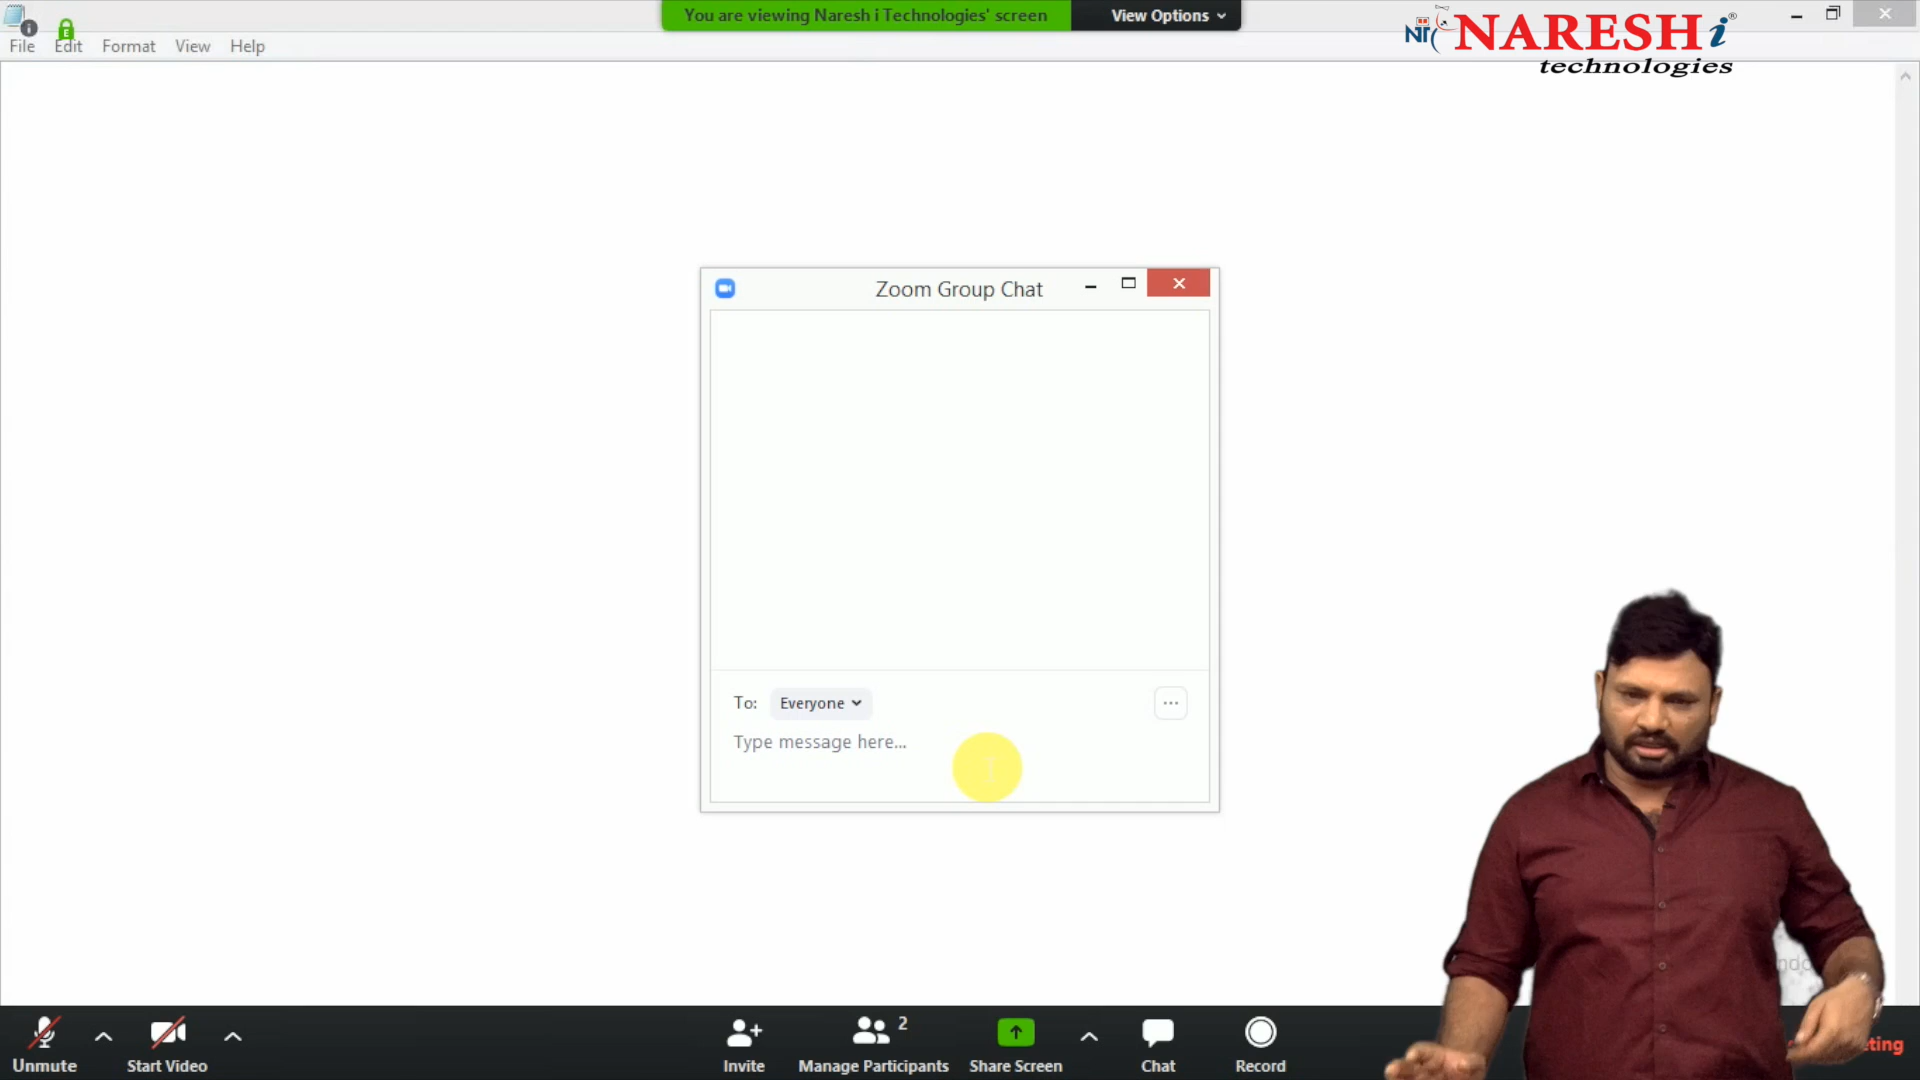 You are viewing Naresh i Technologies' screen
View Options
NARESH i
technologies
File Edit Format View Help
Zoom Group Chat
To: Everyone
Type message here...
Unmute
Start Video
Invite
2
Manage Participants
Share Screen
Chat
Record